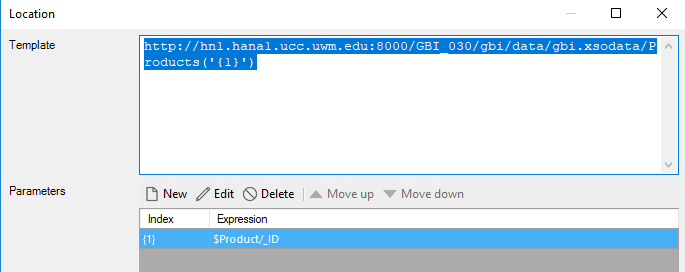 Location
Template
http://hn1.hana1.ucc.uwm.edu:8000/GBI_030/gbi/data/gbi.xsodata/P
roducts('{1}')
Parameters
New Edit Delete Move up Move down
Index Expression
{1} $Product/_ID